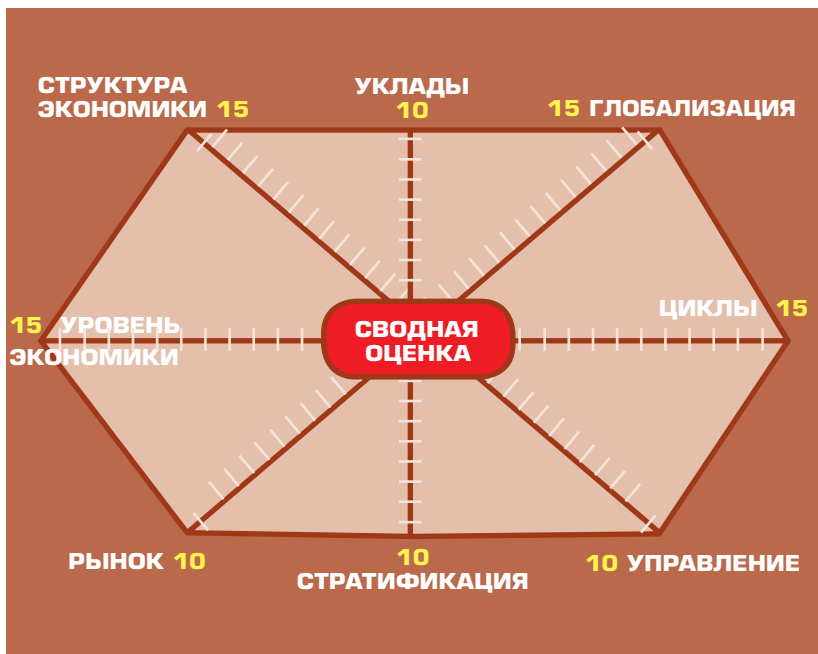 СТРУКТУРА
ЭКОНОМИКИ 15
УКЛАДЫ
10
15 ГЛОБАЛИЗАЦИЯ
15 УРОВЕНЬ
ЭКОНОМИКИ
СВОДНАЯ
ОЦЕНКА
ЦИКЛЫ 15
РЫНОК 10
10
СТРАТИФИКАЦИЯ
10 УПРАВЛЕНИЕ